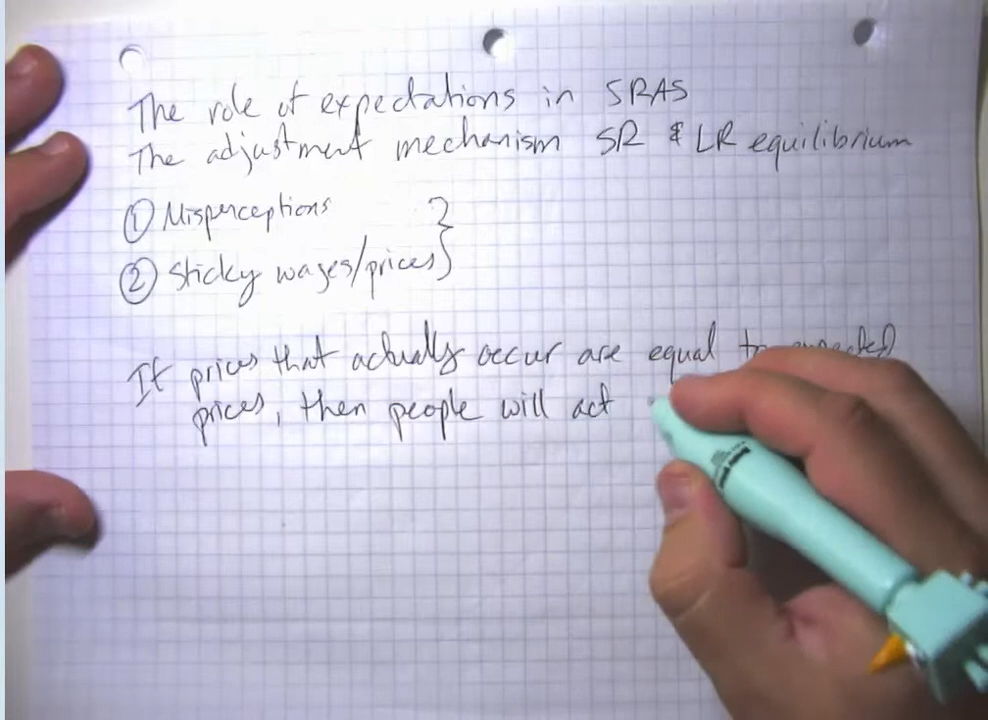 The role of expectations in SRAS
The adjustment mechanism SR & LR equilibrium
① Misperceptions
② Sticky wages/prices }
If prices that actually occur are equal to expected
prices, then people will act